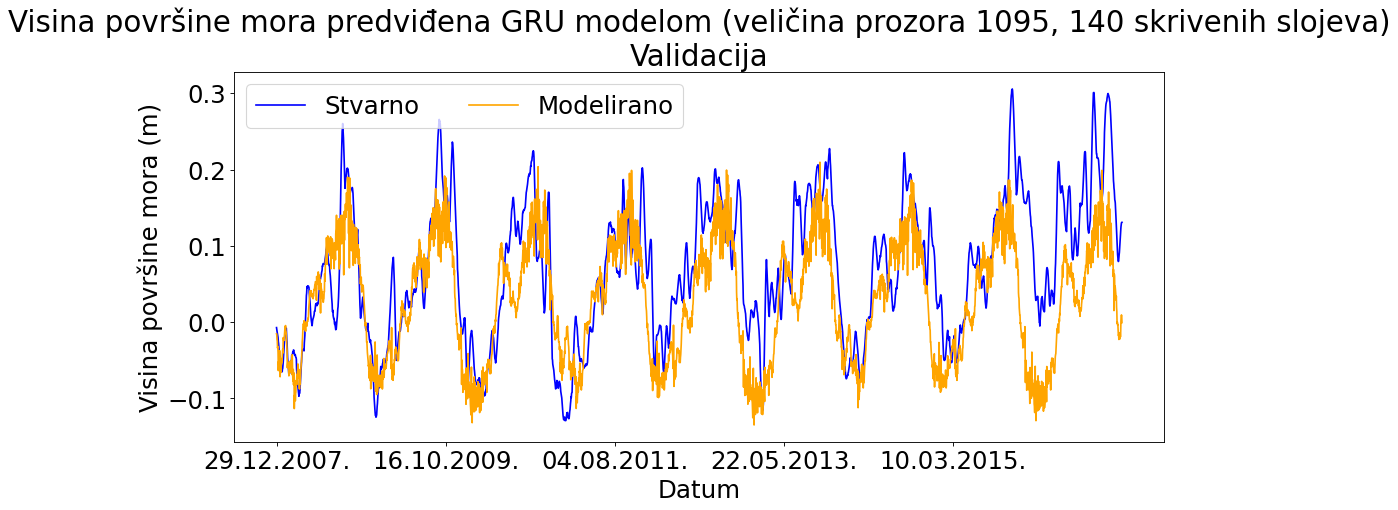 Visina površine mora predviđena GRU modelom (veličina prozora 1095, 140 skrivenih slojeva)
Validacija
Stvarno Modelirano
Visina površine mora (m)
0.3
0.2
0.1
0.0
−0.1
29.12.2007. 16.10.2009. 04.08.2011. 22.05.2013. 10.03.2015.
Datum